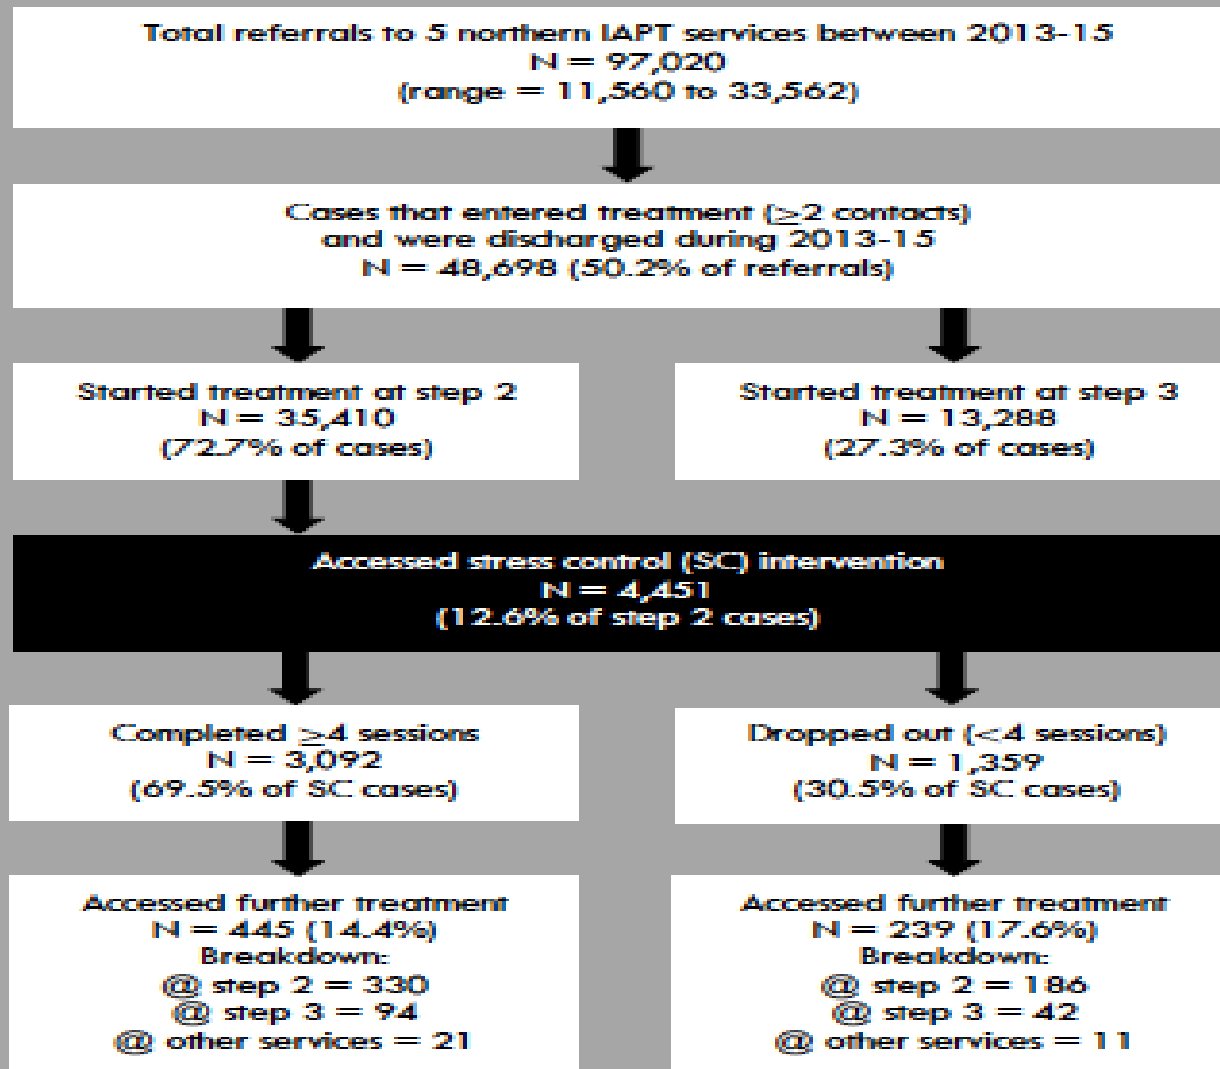 Total referrals to 5 northern IAPT services between 2013-15
N = 97,020
(range = 11,560 to 33,562)
Cases that entered treatment (≥2 contacts)
and were discharged during 2013-15
N = 48,698 (50.2% of referrals)
Started treatment at step 2
N = 35,410
(72.7% of cases)
Started treatment at step 3
N = 13,288
(27.3% of cases)
Accessed stress control (SC) intervention
N = 4,451
(12.6% of step 2 cases)
Completed ≥4 sessions
N = 3,092
(69.5% of SC cases)
Dropped out (<4 sessions)
N = 1,359
(30.5% of SC cases)
Accessed further treatment
N = 445 (14.4%)
Breakdown:
@ step 2 = 330
@ step 3 = 94
@ other services = 21
Accessed further treatment
N = 239 (17.6%)
Breakdown:
@ step 2 = 186
@ step 3 = 42
@ other services = 11